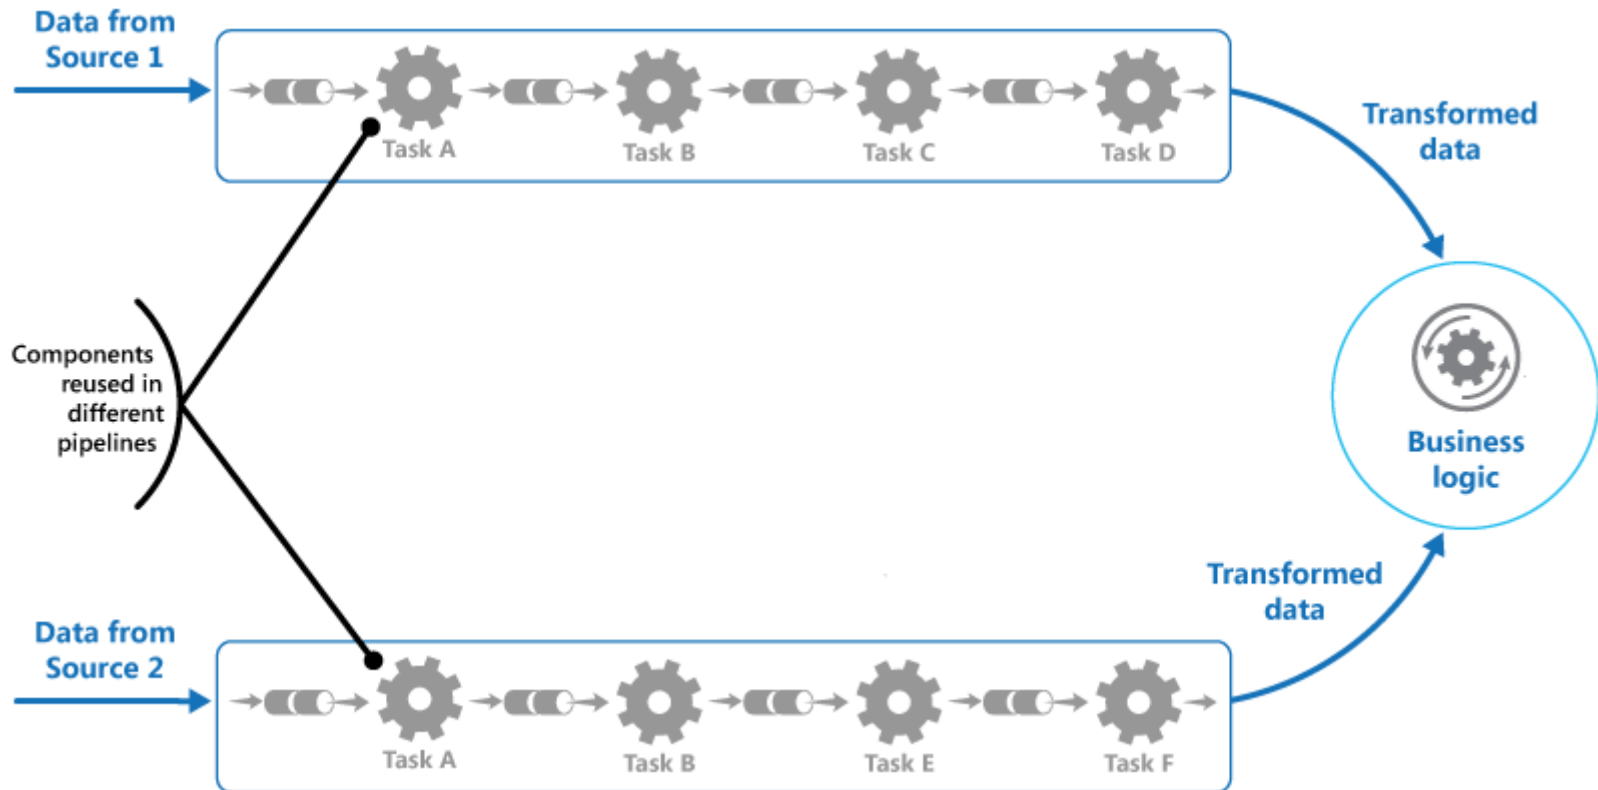 Data from
Source 1
Task A
Task B
Task C
Task D
Transformed
data
Components
reused in
different
pipelines
Business
logic
Transformed
data
Data from
Source 2
Task A
Task B
Task E
Task F